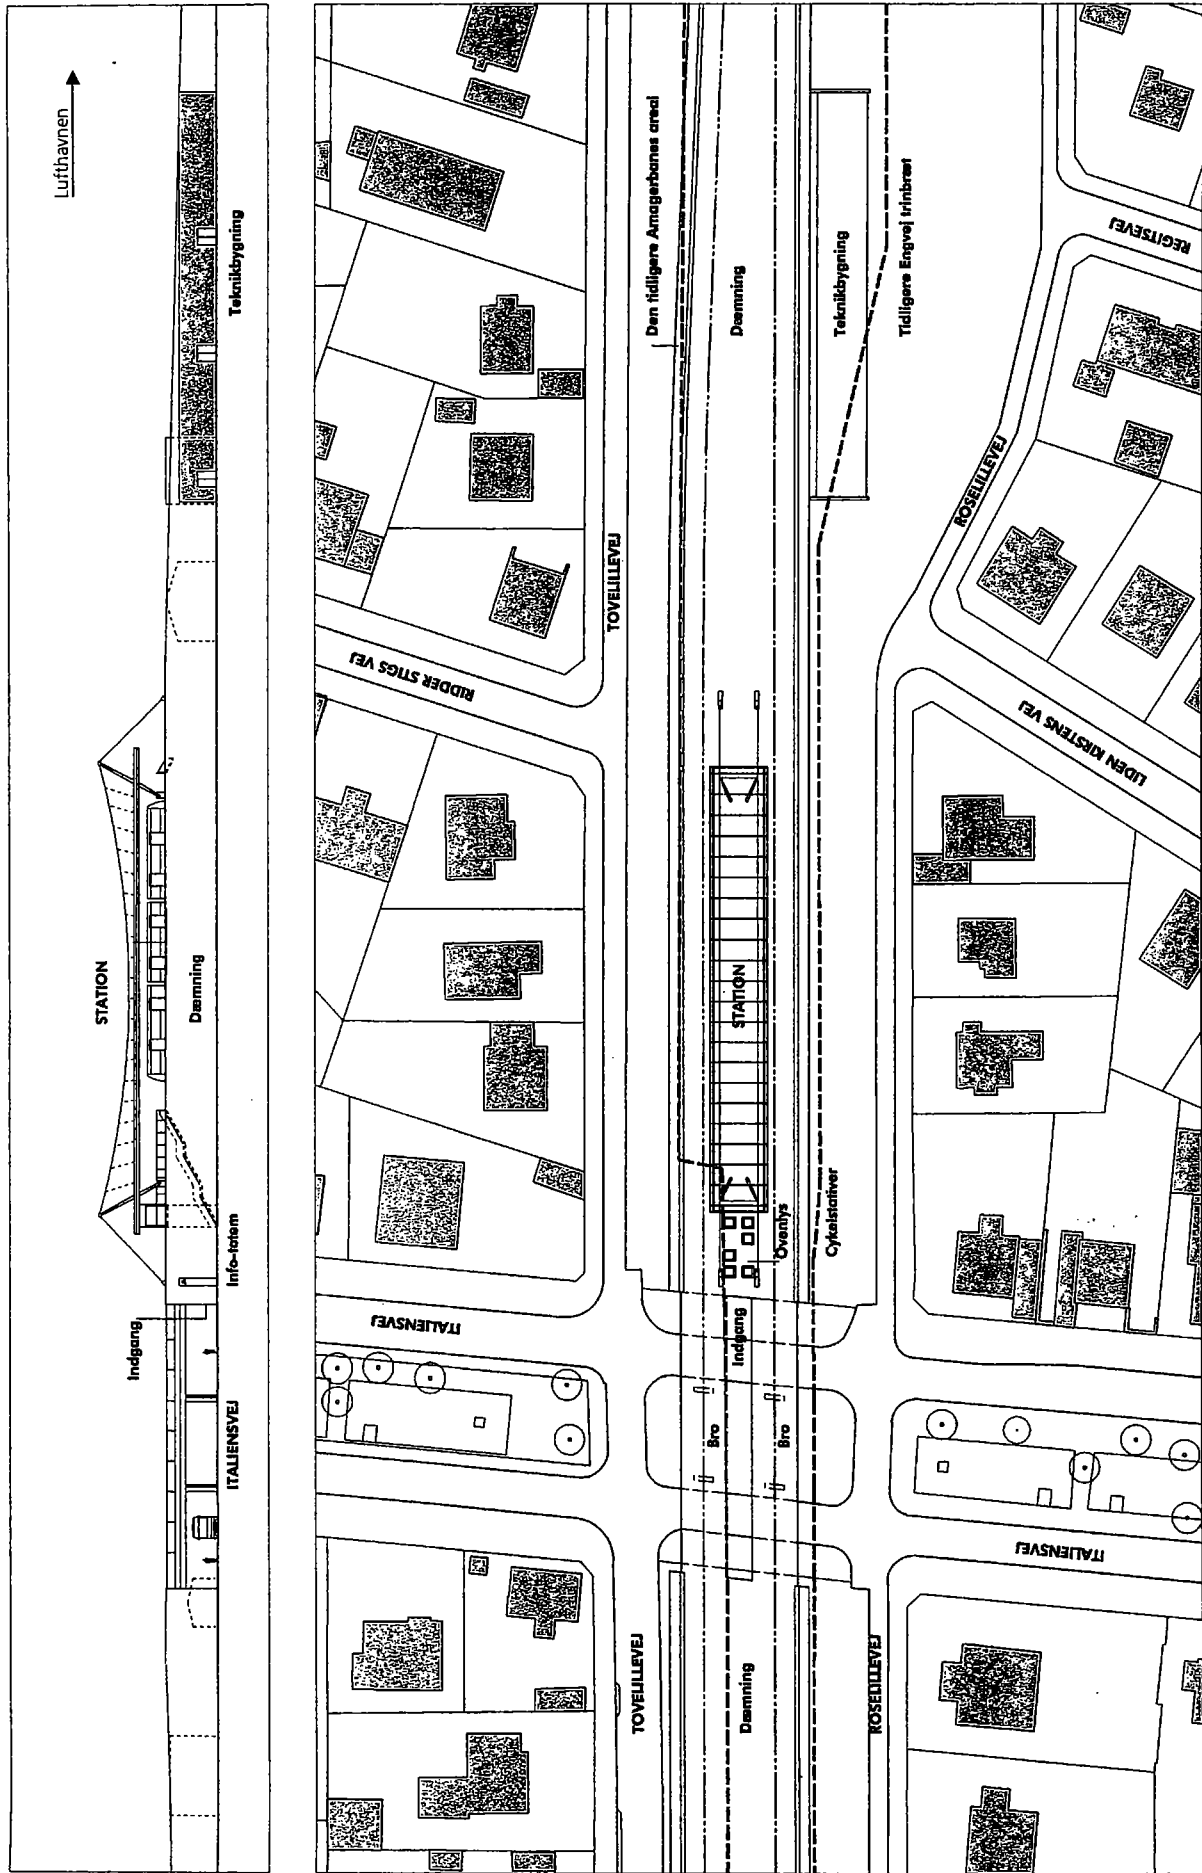 Lufthavnen
Teknikbygning
STATION
Dæmning
Info-totem
Indgang
ITALIENSVEJ
Den tidligere Amagerbanes areal
Dæmning
Teknikbygning
Tidligere Engvej trinbræt
REGITSEVEJ
ROSELILLEVEJ
TOVELILLEVEJ
RIDDER STIGS VEJ
LIDEN KIRSTENS VEJ
STATION
Ovenlys
Cykelstativer
ITALIENSVEJ
Indgang
Bro
Bro
ITALIENSVEJ
TOVELILLEVEJ
Dæmning
ROSELILLEVEJ